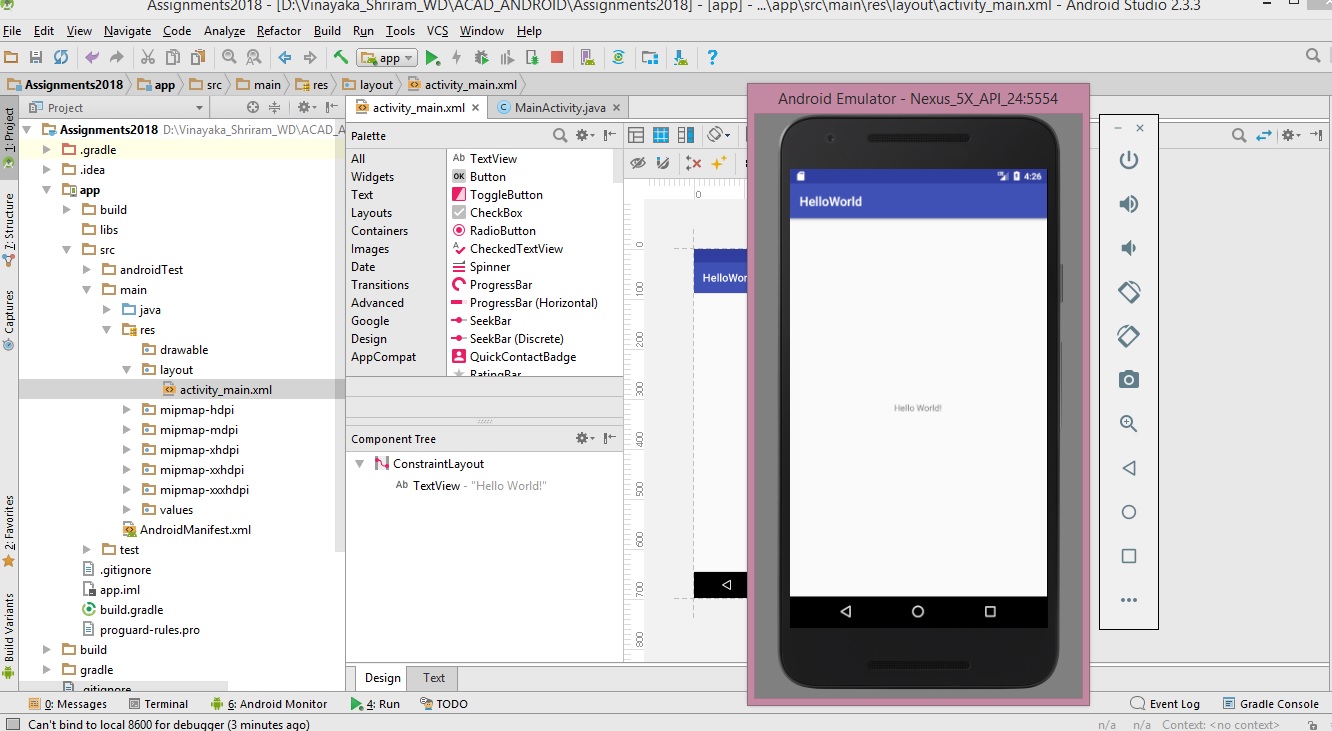 Assignments2018 - [D:\Vinayaka_Shriram_WD\ACAD_ANDROID\Assignments2018] - [app] - ...\app\src\main\res\layout\activity_main.xml - Android Studio 2.3.3
File Edit View Navigate Code Analyze Refactor Build Run Tools VCS Window Help
app
Assignments2018 app src main res layout activity_main.xml
1: Project
7: Structure
Captures
2: Favorites
Build Variants
Project
Assignments2018 D:\Vinayaka_Shriram_WD\ACAD_A
.gradle
.idea
app
build
libs
src
androidTest
main
java
res
drawable
layout
activity_main.xml
mipmap-hdpi
mipmap-mdpi
mipmap-xhdpi
mipmap-xxhdpi
mipmap-xxxhdpi
values
AndroidManifest.xml
test
.gitignore
app.iml
build.gradle
proguard-rules.pro
build
gradle
.gitignore
activity_main.xml MainActivity.java
Palette
All
Widgets
Text
Layouts
Containers
Images
Date
Transitions
Advanced
Google
Design
AppCompat
Ab TextView
OK Button
ToggleButton
CheckBox
RadioButton
CheckedTextView
Spinner
ProgressBar
ProgressBar (Horizontal)
SeekBar
SeekBar (Discrete)
QuickContactBadge
RatingBar
Component Tree
ConstraintLayout
Ab TextView - "Hello World!"
0
0
100
200
300
400
500
600
700
800
HelloWor
Design Text
Android Emulator - Nexus_5X_API_24:5554
4:26
HelloWorld
Hello World!
0: Messages Terminal 6: Android Monitor 4: Run TODO Event Log Gradle Console
Can't bind to local 8600 for debugger (3 minutes ago) n/a n/a Context: <no context>